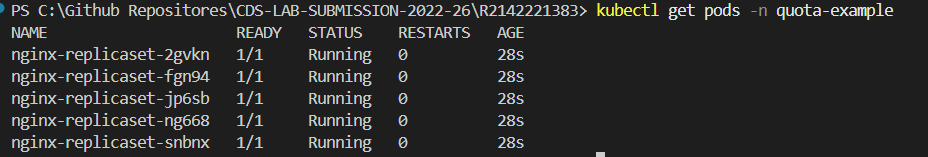 PS C:\Github Repositores\CDS-LAB-SUBMISSION-2022-26\R2142221383> kubectl get pods -n quota-example
NAME READY STATUS RESTARTS AGE
nginx-replicaset-2gvkn 1/1 Running 0 28s
nginx-replicaset-fgn94 1/1 Running 0 28s
nginx-replicaset-jp6sb 1/1 Running 0 28s
nginx-replicaset-ng668 1/1 Running 0 28s
nginx-replicaset-snbnx 1/1 Running 0 28s